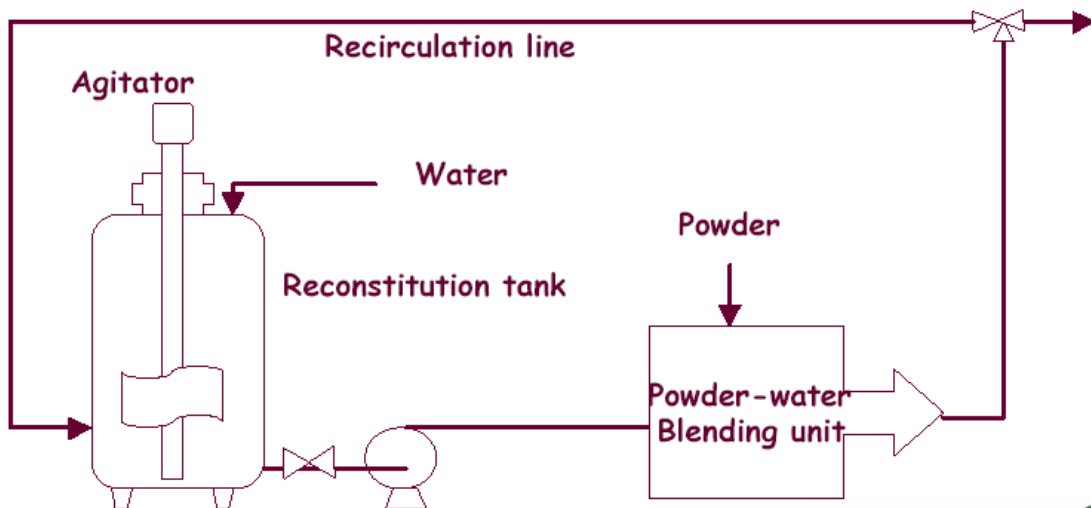 Recirculation line
Agitator
Water
Powder
Reconstitution tank
Powder-water
Blending unit